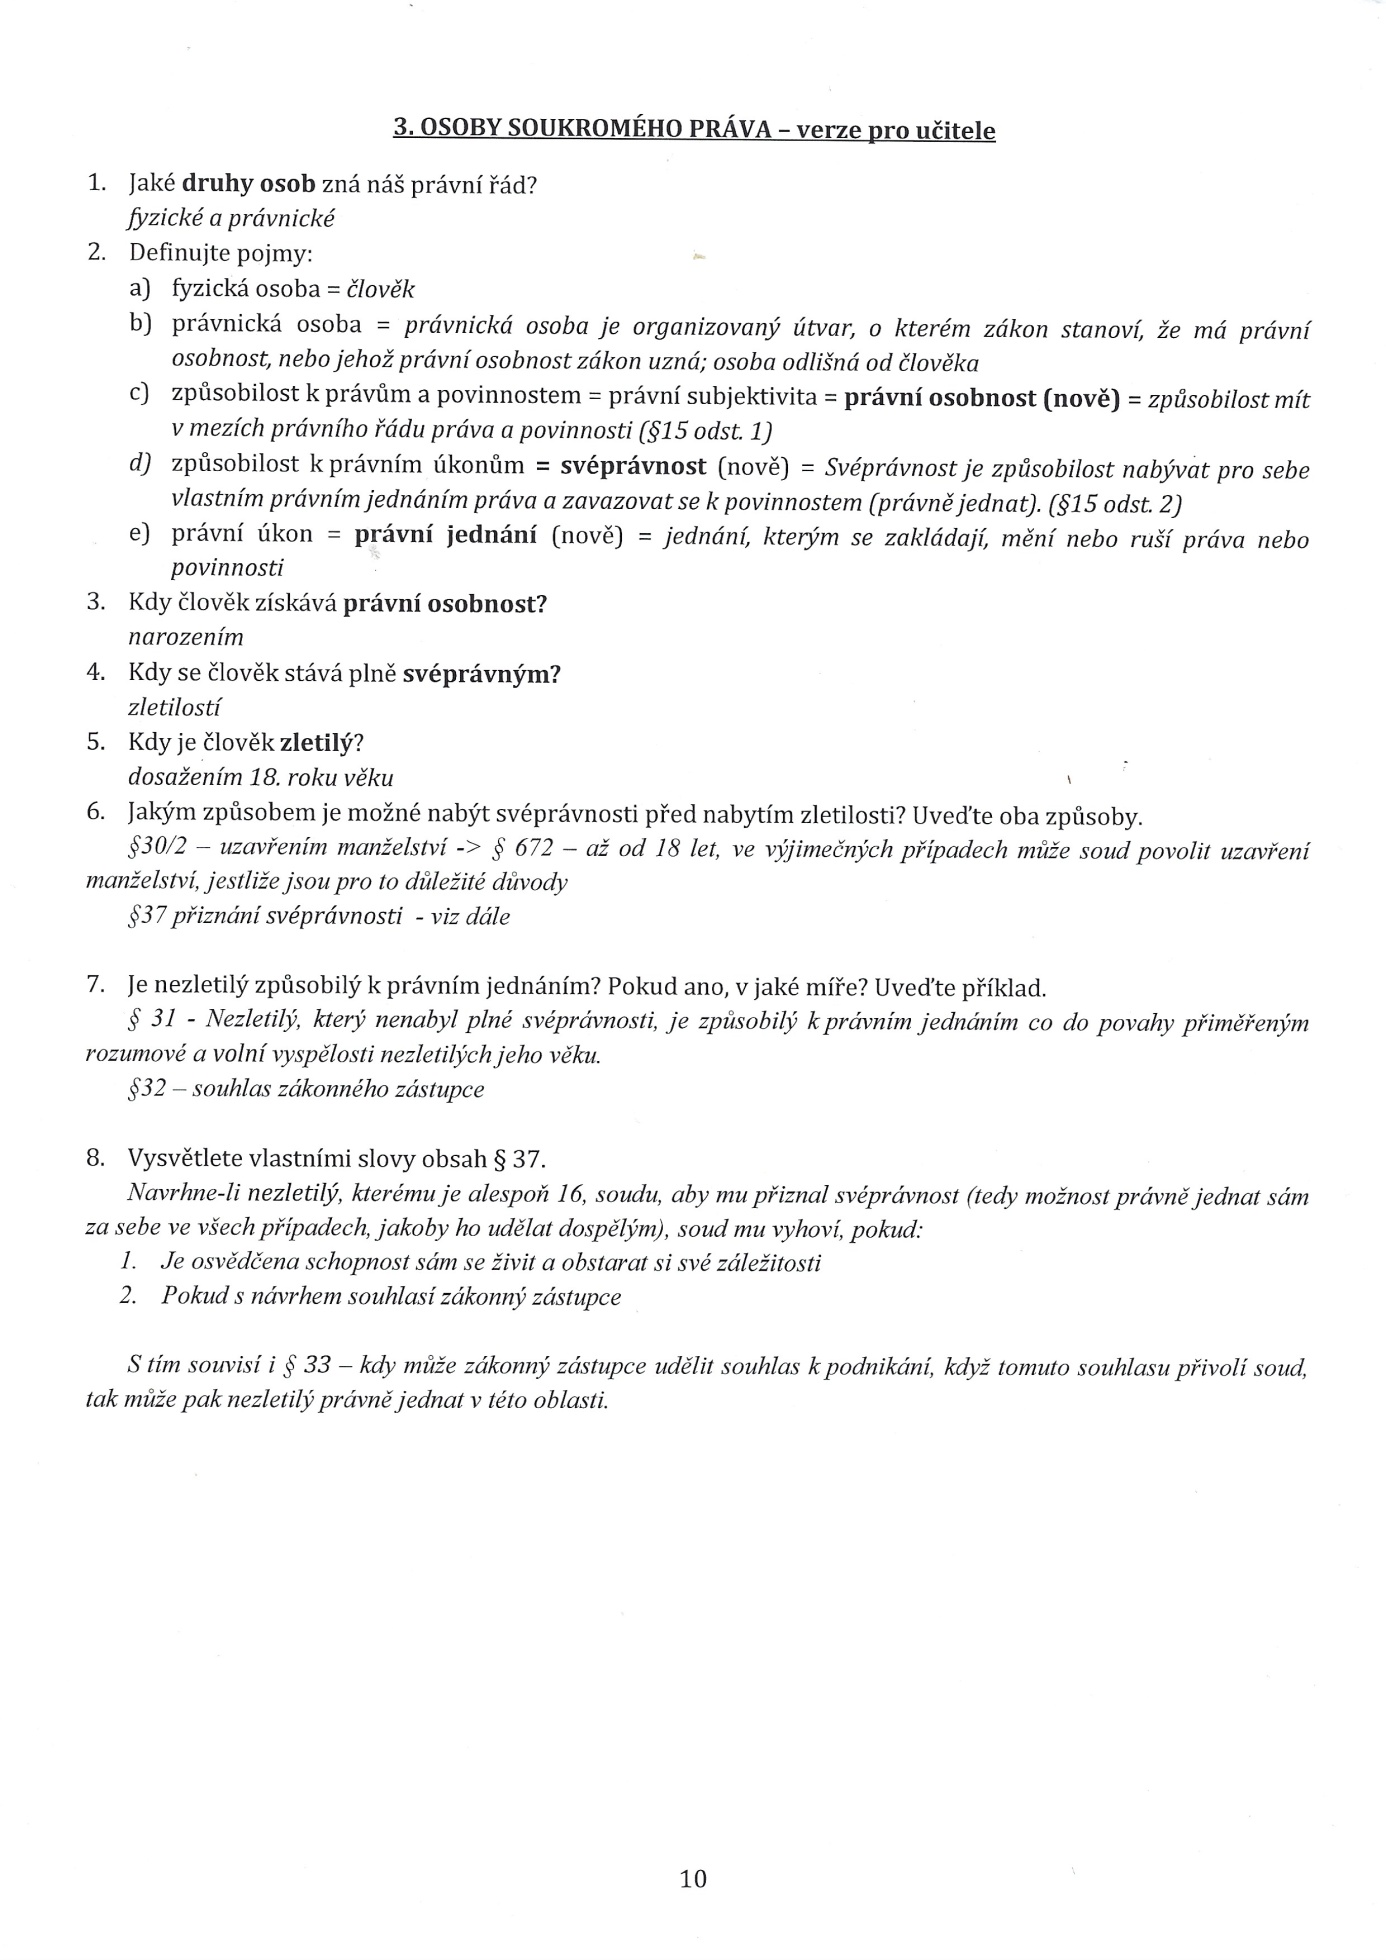 3. OSOBY SOUKROMÉHO PRÁVA – verze pro učitele
1. Jaké druhy osob zná náš právní řád?
fyzické a právnické
2. Definujte pojmy:
a) fyzická osoba = člověk
b) právnická osoba = právnická osoba je organizovaný útvar, o kterém zákon stanoví, že má právní
osobnost, nebo jehož právní osobnost zákon uzná; osoba odlišná od člověka
c) způsobilost k právům a povinnostem = právní subjektivita = právní osobnost (nově) = způsobilost mít
v mezích právního řádu práva a povinnosti (§15 odst. 1)
d) způsobilost k právním úkonům = svéprávnost (nově) = Svéprávnost je způsobilost nabývat pro sebe
vlastním právním jednáním práva a zavazovat se k povinnostem (právně jednat). (§15 odst. 2)
e) právní úkon = právní jednání (nově) = jednání, kterým se zakládají, mění nebo ruší práva nebo
povinnosti
3. Kdy člověk získává právní osobnost?
narozením
4. Kdy se člověk stává plně svéprávným?
zletilostí
5. Kdy je člověk zletilý?
dosažením 18. roku věku
6. Jakým způsobem je možné nabýt svéprávnosti před nabytím zletilosti? Uveďte oba způsoby.
§30/2 – uzavřením manželství -> § 672 – až od 18 let, ve výjimečných případech může soud povolit uzavření
manželství, jestliže jsou pro to důležité důvody
§37 přiznání svéprávnosti - viz dále
7. Je nezletilý způsobilý k právním jednáním? Pokud ano, v jaké míře? Uveďte příklad.
§ 31 - Nezletilý, který nenabyl plné svéprávnosti, je způsobilý k právním jednáním co do povahy přiměřeným
rozumové a volní vyspělosti nezletilých jeho věku.
§32 – souhlas zákonného zástupce
8. Vysvětlete vlastními slovy obsah § 37.
Navrhne-li nezletilý, kterému je alespoň 16, soudu, aby mu přiznal svéprávnost (tedy možnost právně jednat sám
za sebe ve všech případech, jakoby ho udělat dospělým), soud mu vyhoví, pokud:
1. Je osvědčena schopnost sám se živit a obstarat si své záležitosti
2. Pokud s návrhem souhlasí zákonný zástupce
S tím souvisí i § 33 – kdy může zákonný zástupce udělit souhlas k podnikání, když tomuto souhlasu přivolí soud,
tak může pak nezletilý právně jednat v této oblasti.
10